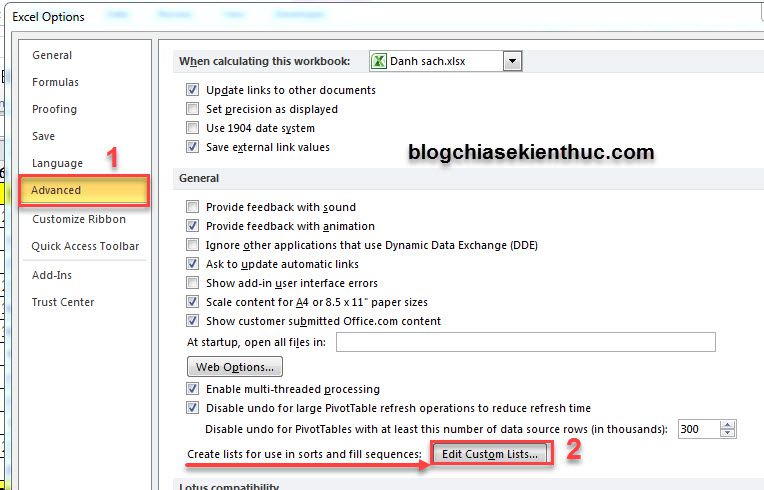 Excel Options
General
Formulas
Proofing
Save
Language
1
Advanced
Customize Ribbon
Quick Access Toolbar
Add-Ins
Trust Center
When calculating this workbook: Danh sach.xlsx
Update links to other documents
Set precision as displayed
Use 1904 date system
Save external link values
blogchiasekienthuc.com
General
Provide feedback with sound
Provide feedback with animation
Ignore other applications that use Dynamic Data Exchange (DDE)
Ask to update automatic links
Show add-in user interface errors
Scale content for A4 or 8.5 x 11" paper sizes
Show customer submitted Office.com content
At startup, open all files in:
Web Options...
Enable multi-threaded processing
Disable undo for large PivotTable refresh operations to reduce refresh time
Disable undo for PivotTables with at least this number of data source rows (in thousands): 300
Create lists for use in sorts and fill sequences: Edit Custom Lists... 2
Lotus compatibility